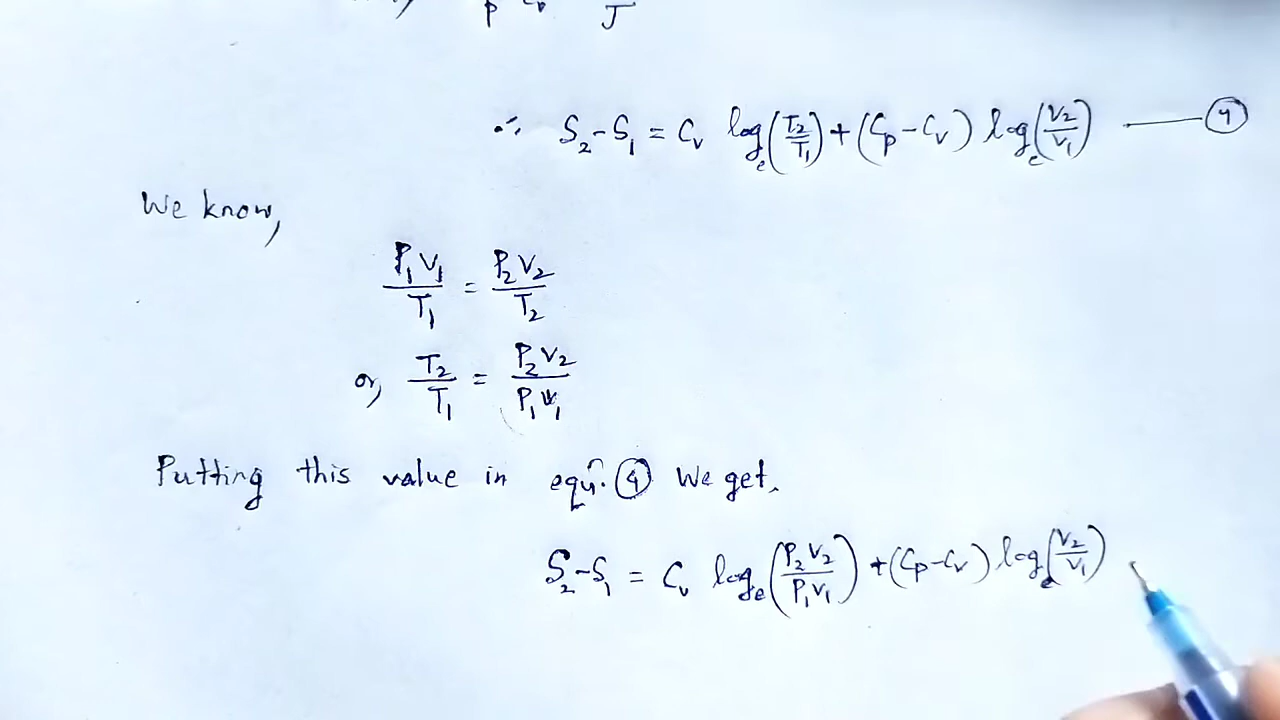 ∴ S₂-S₁ = Cᵥ logₑ(T₂/T₁) + (Cp - Cᵥ) logₑ(V₂/V₁) —— ④
We know,
P₁V₁/T₁ = P₂V₂/T₂
or, T₂/T₁ = P₂V₂/P₁V₁
Putting this value in equⁿ. ④ We get,
S₂-S₁ = Cᵥ logₑ(P₂V₂/P₁V₁) + (Cp-Cᵥ) logₑ(V₂/V₁)